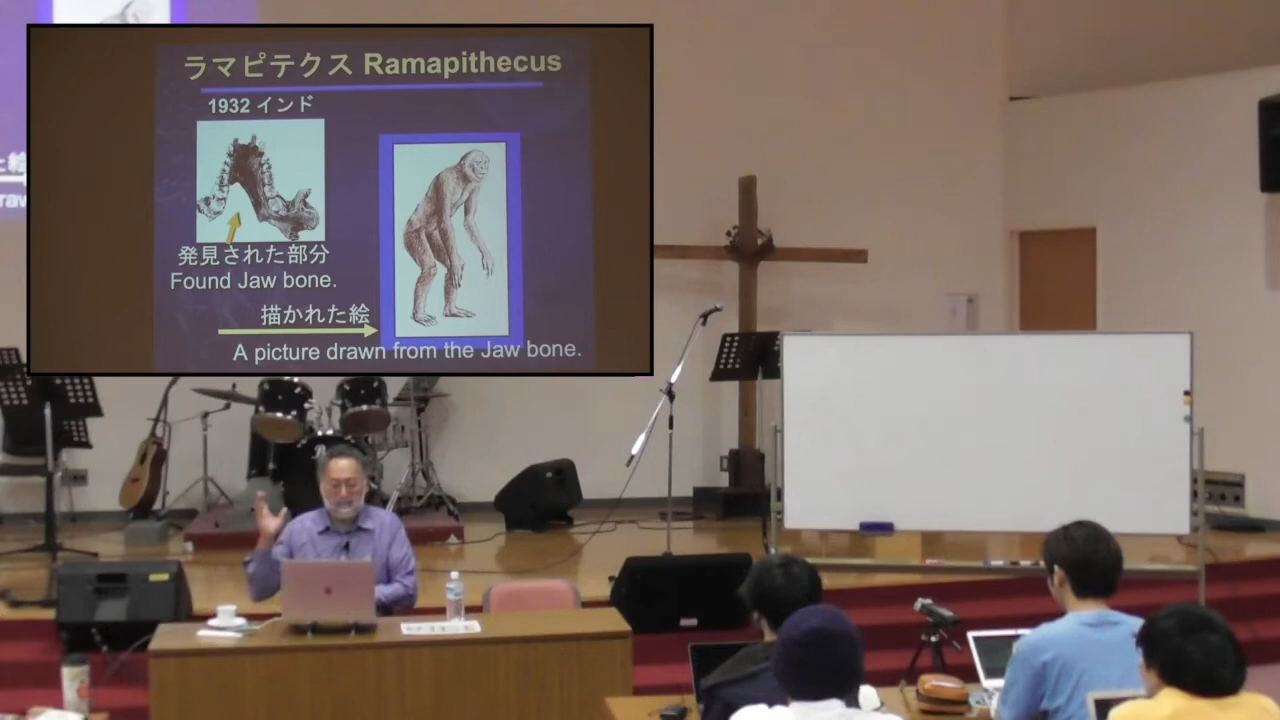 ラマピテクス Ramapithecus
1932 インド
発見された部分
Found Jaw bone.
描かれた絵
A picture drawn from the Jaw bone.